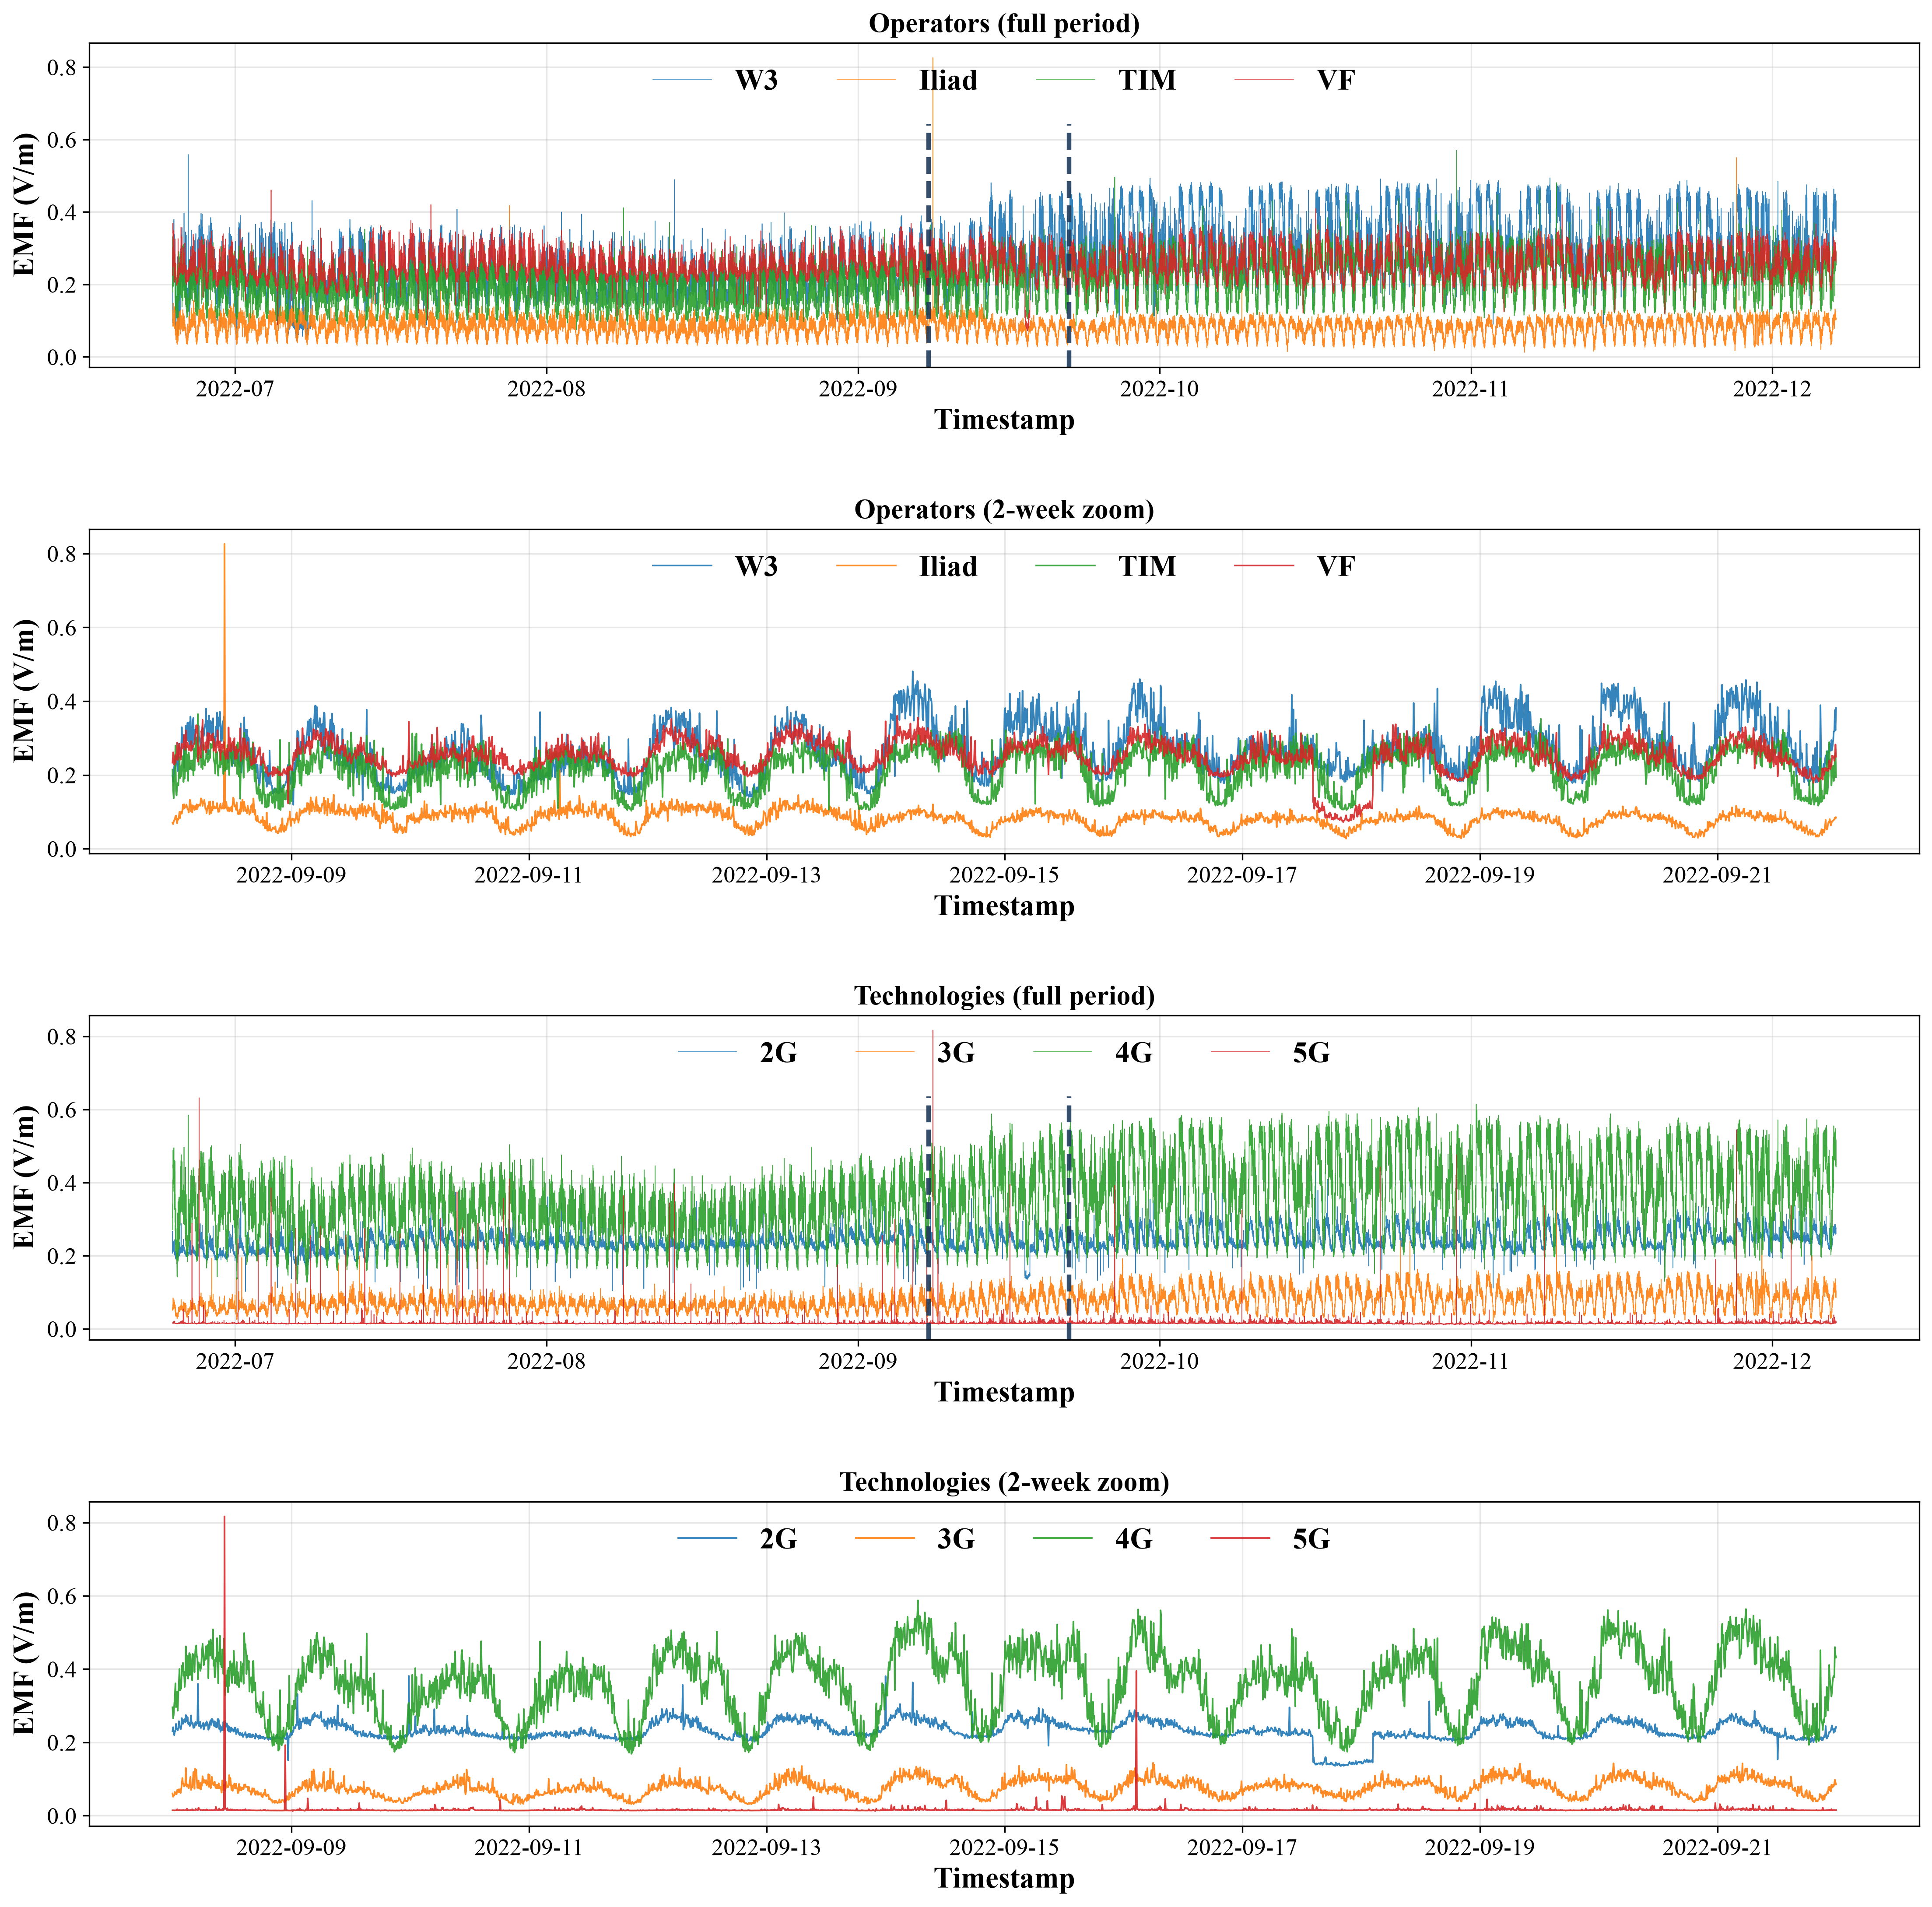 Operators (full period)
W3 Iliad TIM VF
0.8
0.6
0.4
0.2
0.0
EMF (V/m)
2022-07 2022-08 2022-09 2022-10 2022-11 2022-12
Timestamp
Operators (2-week zoom)
W3 Iliad TIM VF
0.8
0.6
0.4
0.2
0.0
EMF (V/m)
2022-09-09 2022-09-11 2022-09-13 2022-09-15 2022-09-17 2022-09-19 2022-09-21
Timestamp
Technologies (full period)
2G 3G 4G 5G
0.8
0.6
0.4
0.2
0.0
EMF (V/m)
2022-07 2022-08 2022-09 2022-10 2022-11 2022-12
Timestamp
Technologies (2-week zoom)
2G 3G 4G 5G
0.8
0.6
0.4
0.2
0.0
EMF (V/m)
2022-09-09 2022-09-11 2022-09-13 2022-09-15 2022-09-17 2022-09-19 2022-09-21
Timestamp